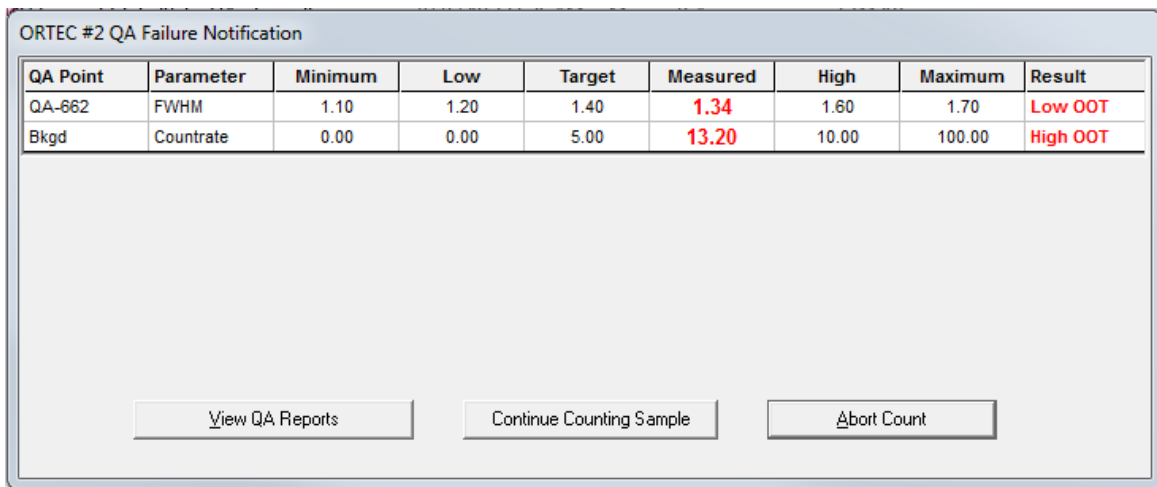 ORTEC #2 QA Failure Notification
QA Point Parameter Minimum Low Target Measured High Maximum Result
QA-662 FWHM 1.10 1.20 1.40 1.34 1.60 1.70 Low OOT
Bkgd Countrate 0.00 0.00 5.00 13.20 10.00 100.00 High OOT
View QA Reports Continue Counting Sample Abort Count